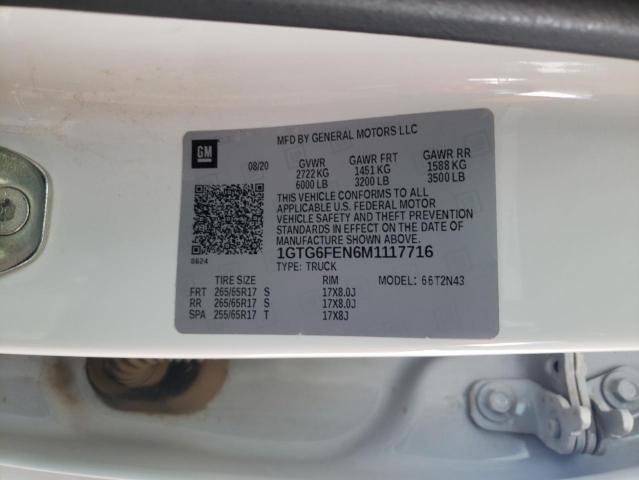 GM
MFD BY GENERAL MOTORS LLC
08/20 GVWR GAWR FRT GAWR RR
2722 KG 1451 KG 1588 KG
6000 LB 3200 LB 3500 LB
THIS VEHICLE CONFORMS TO ALL
APPLICABLE U.S. FEDERAL MOTOR
VEHICLE SAFETY AND THEFT PREVENTION
STANDARDS IN EFFECT ON THE DATE OF
MANUFACTURE SHOWN ABOVE.
8624 1GTG6FEN6M1117716
TYPE: TRUCK
TIRE SIZE RIM MODEL: 66T2N43
FRT 265/65R17 S 17X8.0J
RR 265/65R17 S 17X8.0J
SPA 255/65R17 T 17X8J